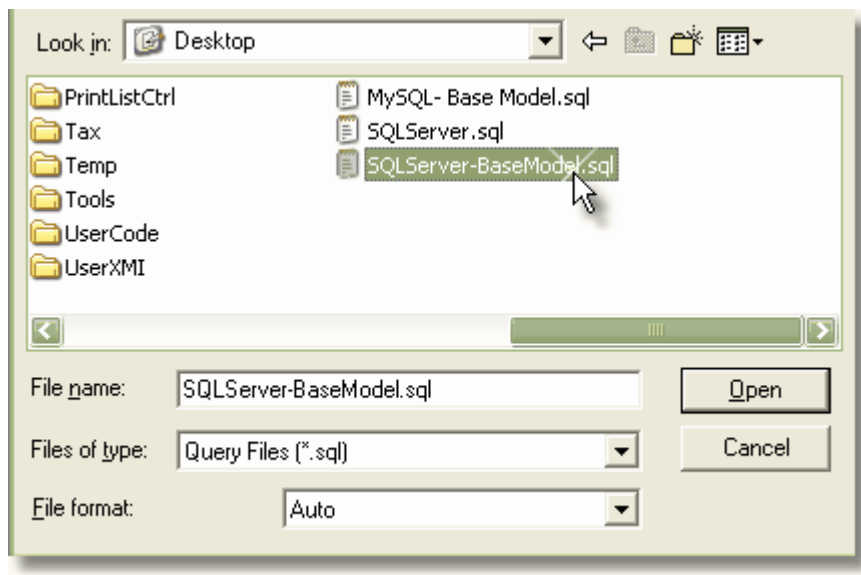 Look in: Desktop
PrintListCtrl
Tax
Temp
Tools
UserCode
UserXMI
MySQL- Base Model.sql
SQLServer.sql
SQLServer-BaseModel.sql
File name: SQLServer-BaseModel.sql Open
Files of type: Query Files (*.sql) Cancel
File format: Auto